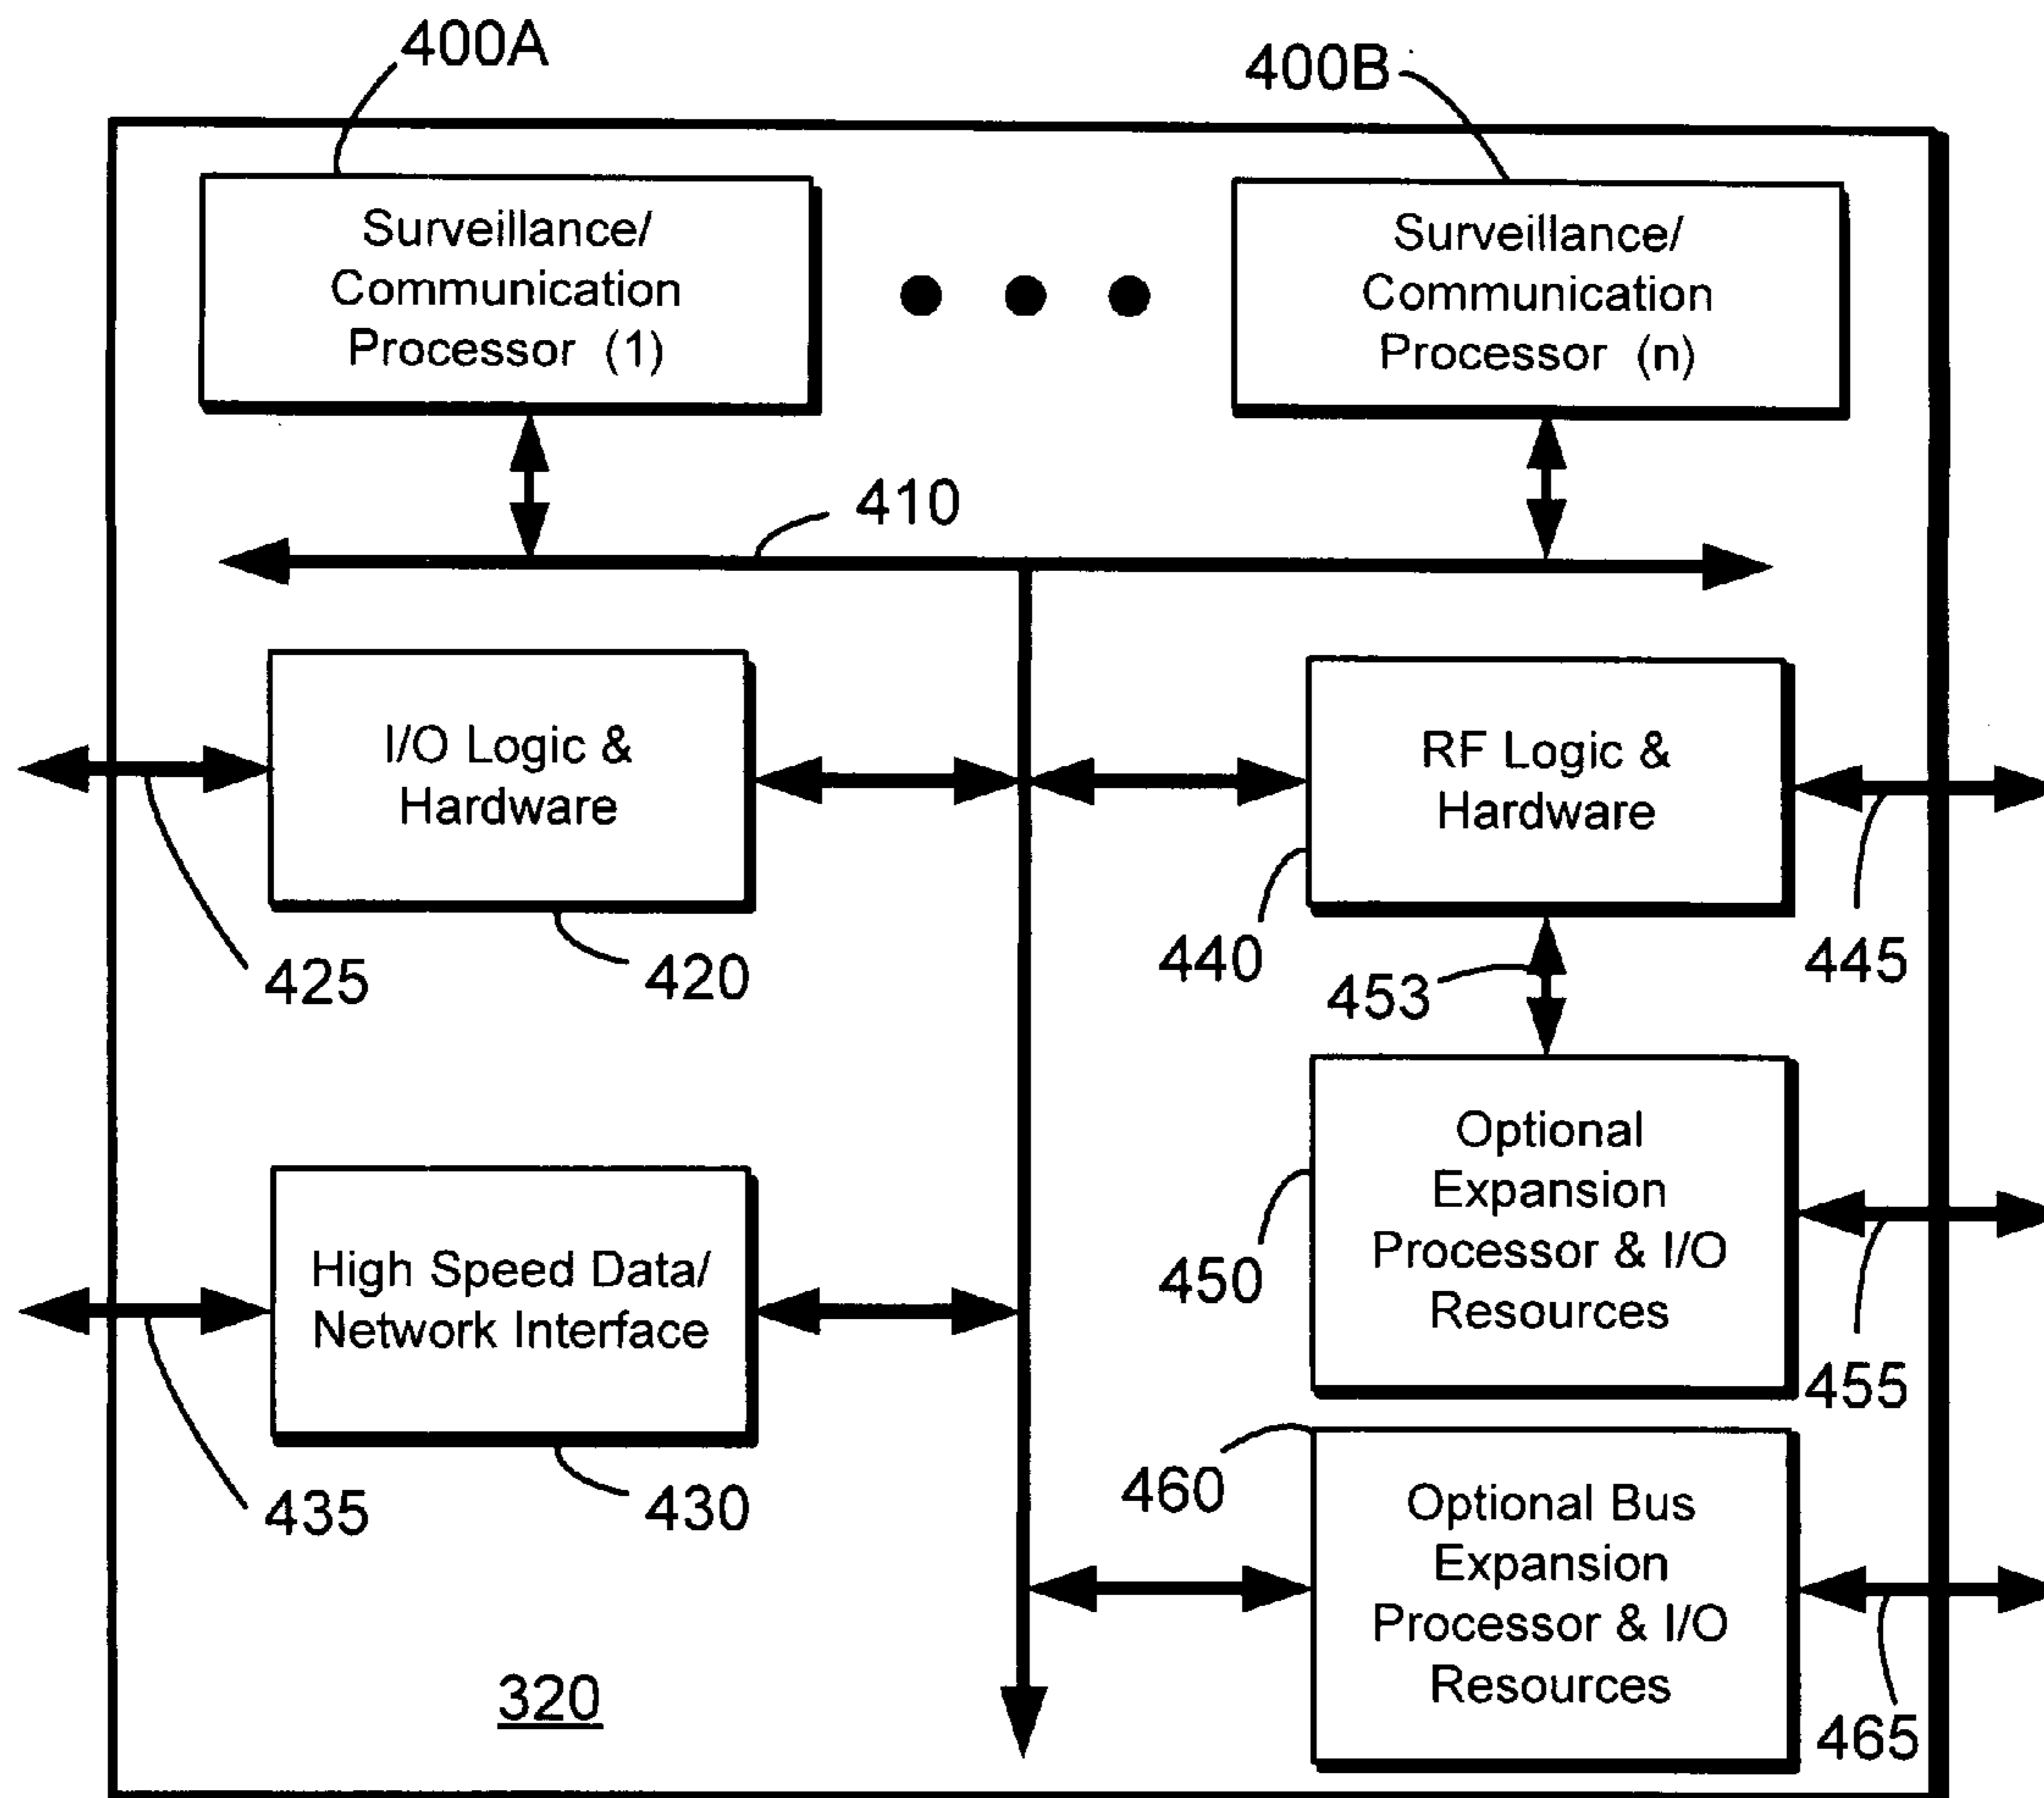 400A
400B
Surveillance/
Communication
Processor (1)
Surveillance/
Communication
Processor (n)
410
I/O Logic &
Hardware
RF Logic &
Hardware
425
420
440
453
445
High Speed Data/
Network Interface
Optional
Expansion
Processor & I/O
Resources
450
455
435
430
460
Optional Bus
Expansion
Processor & I/O
Resources
465
320